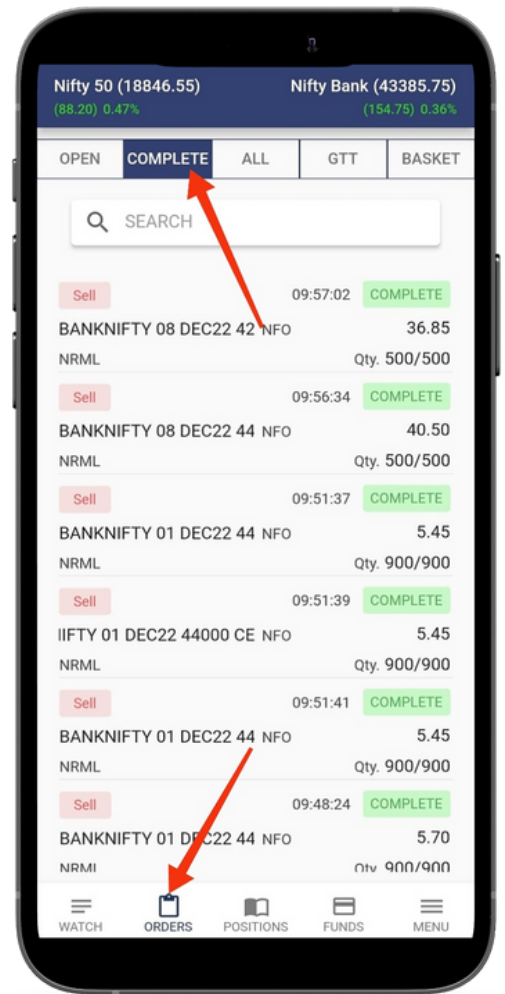 Nifty 50 (18846.55) Nifty Bank (43385.75)
(88.20) 0.47% (154.75) 0.36%
OPEN COMPLETE ALL GTT BASKET
SEARCH
Sell 09:57:02 COMPLETE
BANKNIFTY 08 DEC22 42 NFO 36.85
NRML Qty. 500/500
Sell 09:56:34 COMPLETE
BANKNIFTY 08 DEC22 44 NFO 40.50
NRML Qty. 500/500
Sell 09:51:37 COMPLETE
BANKNIFTY 01 DEC22 44 NFO 5.45
NRML Qty. 900/900
Sell 09:51:39 COMPLETE
IIFTY 01 DEC22 44000 CE NFO 5.45
NRML Qty. 900/900
Sell 09:51:41 COMPLETE
BANKNIFTY 01 DEC22 44 NFO 5.45
NRML Qty. 900/900
Sell 09:48:24 COMPLETE
BANKNIFTY 01 DEC22 44 NFO 5.70
NRML Qty 900/900
WATCH ORDERS POSITIONS FUNDS MENU